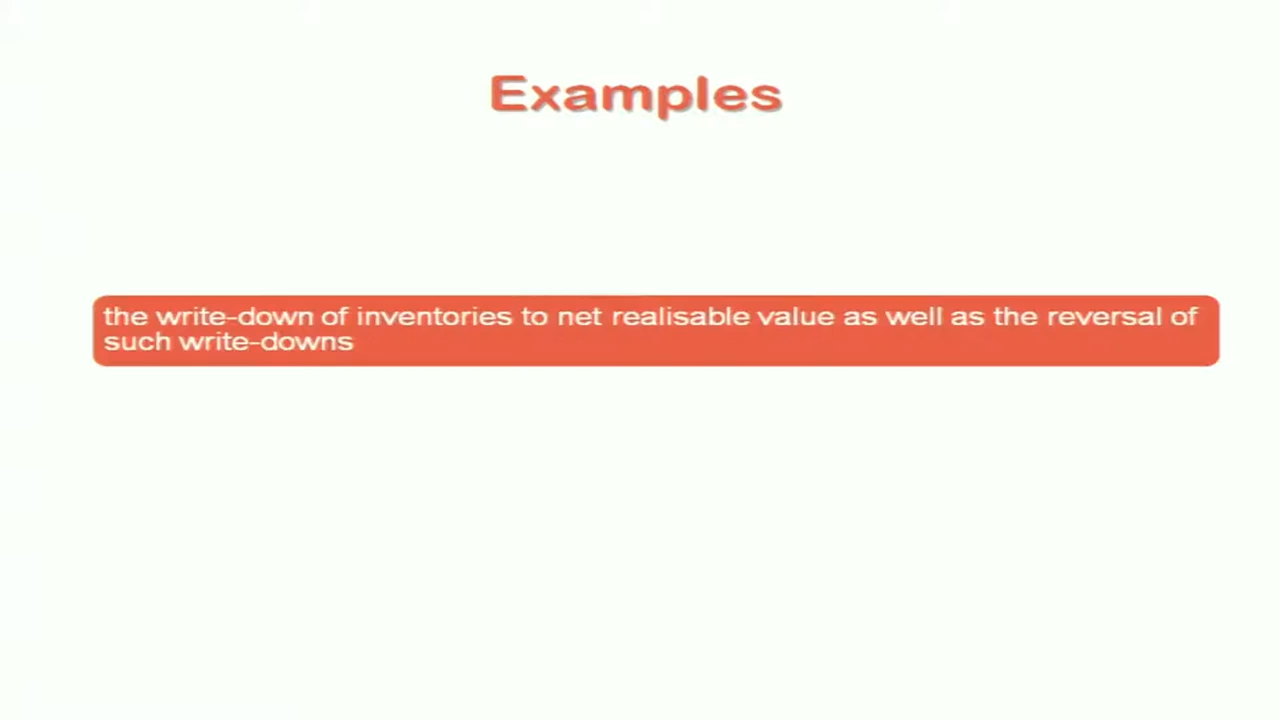 Examples
the write-down of inventories to net realisable value as well as the reversal of
such write-downs